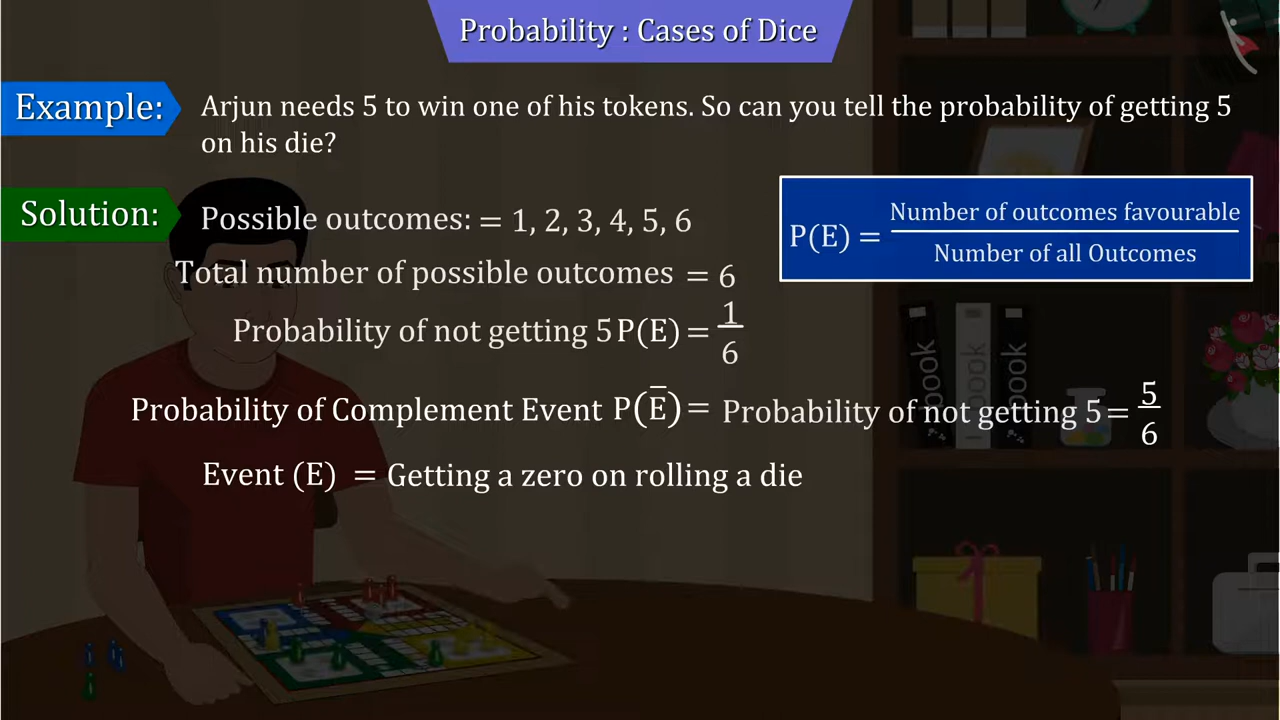 Probability : Cases of Dice
Example: Arjun needs 5 to win one of his tokens. So can you tell the probability of getting 5
on his die?
Solution: Possible outcomes: = 1, 2, 3, 4, 5, 6
P(E) = Number of outcomes favourable / Number of all Outcomes
Total number of possible outcomes = 6
Probability of not getting 5 P(E) = 1/6
Probability of Complement Event P(E̅) = Probability of not getting 5 = 5/6
Event (E) = Getting a zero on rolling a die
book
book
book